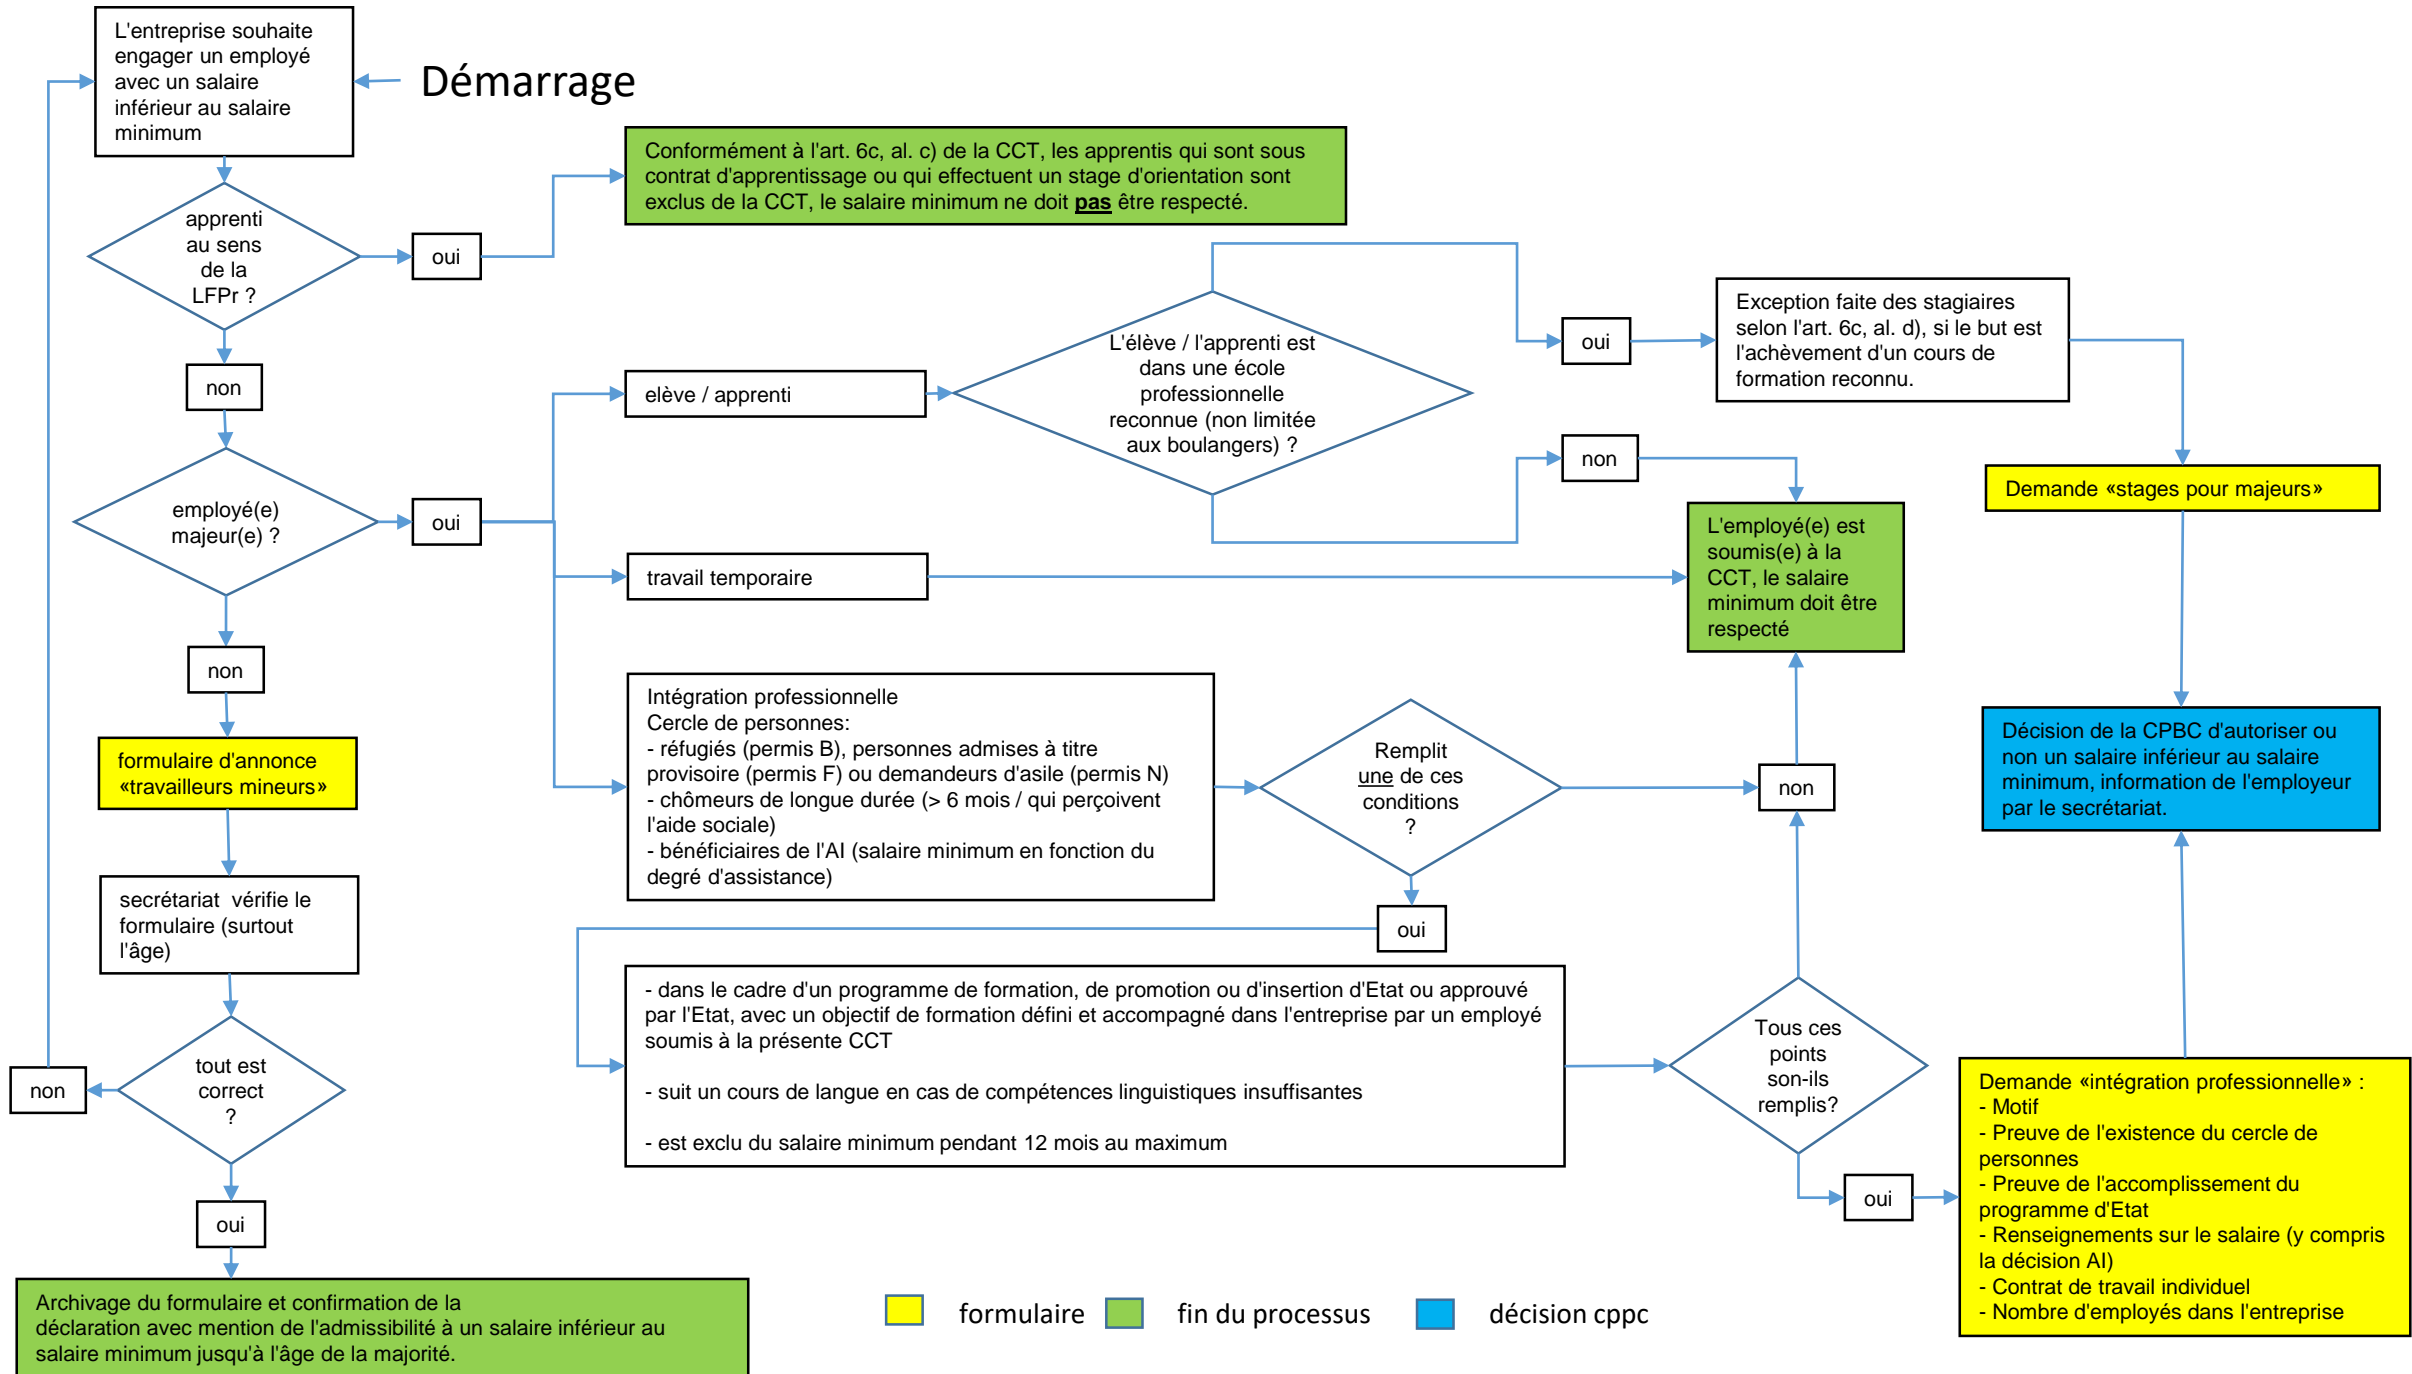 L'entreprise souhaite
engager un employé
avec un salaire
inférieur au salaire
minimum
Démarrage
Conformément à l'art. 6c, al. c) de la CCT, les apprentis qui sont sous
contrat d'apprentissage ou qui effectuent un stage d'orientation sont
exclus de la CCT, le salaire minimum ne doit pas être respecté.
apprenti
au sens
de la
LFPr ?
oui
non
L'élève / l'apprenti est
dans une école
professionnelle
reconnue (non limitée
aux boulangers) ?
oui
Exception faite des stagiaires
selon l'art. 6c, al. d), si le but est
l'achèvement d'un cours de
formation reconnu.
elève / apprenti
non
Demande «stages pour majeurs»
employé(e)
majeur(e) ?
oui
L'employé(e) est
soumis(e) à la
CCT, le salaire
minimum doit être
respecté
travail temporaire
non
Intégration professionnelle
Cercle de personnes:
- réfugiés (permis B), personnes admises à titre
provisoire (permis F) ou demandeurs d'asile (permis N)
- chômeurs de longue durée (> 6 mois / qui perçoivent
l'aide sociale)
- bénéficiaires de l'AI (salaire minimum en fonction du
degré d'assistance)
Remplit
une de ces
conditions
?
non
Décision de la CPBC d'autoriser ou
non un salaire inférieur au salaire
minimum, information de l'employeur
par le secrétariat.
formulaire d'annonce
«travailleurs mineurs»
secrétariat  vérifie le
formulaire (surtout
l'âge)
oui
- dans le cadre d'un programme de formation, de promotion ou d'insertion d'Etat ou approuvé
par l'Etat, avec un objectif de formation défini et accompagné dans l'entreprise par un employé
soumis à la présente CCT
- suit un cours de langue en cas de compétences linguistiques insuffisantes
- est exclu du salaire minimum pendant 12 mois au maximum
Tous ces
points
son-ils
remplis?
tout est
correct
?
non
oui
Demande «intégration professionnelle» :
- Motif
- Preuve de l'existence du cercle de
personnes
- Preuve de l'accomplissement du
programme d'Etat
- Renseignements sur le salaire (y compris
la décision AI)
- Contrat de travail individuel
- Nombre d'employés dans l'entreprise
oui
Archivage du formulaire et confirmation de la
déclaration avec mention de l'admissibilité à un salaire inférieur au
salaire minimum jusqu'à l'âge de la majorité.
formulaire
fin du processus
décision cppc